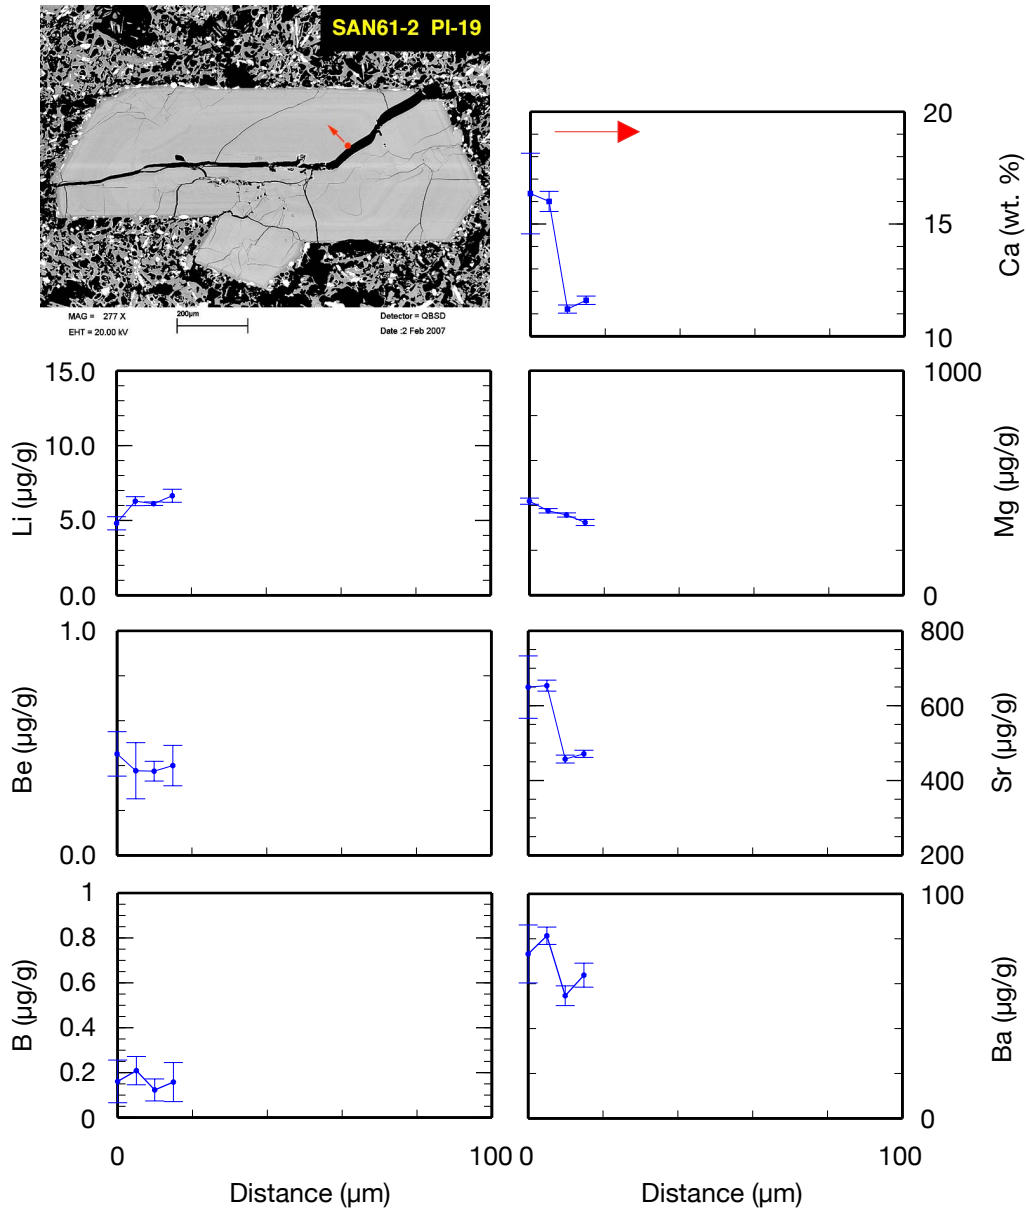 SAN61-2 PI-19
MAG = 277 X
200µm
Detector = QBSD
EHT = 20.00 kV
Date :2 Feb 2007
20
15
10
Ca (wt. %)
15.0
10.0
5.0
0.0
Li (µg/g)
1000
0
Mg (µg/g)
1.0
0.0
Be (µg/g)
800
600
400
200
Sr (µg/g)
1
0.8
0.6
0.4
0.2
0
B (µg/g)
100
0
Ba (µg/g)
0
100
0
100
Distance (µm)
Distance (µm)